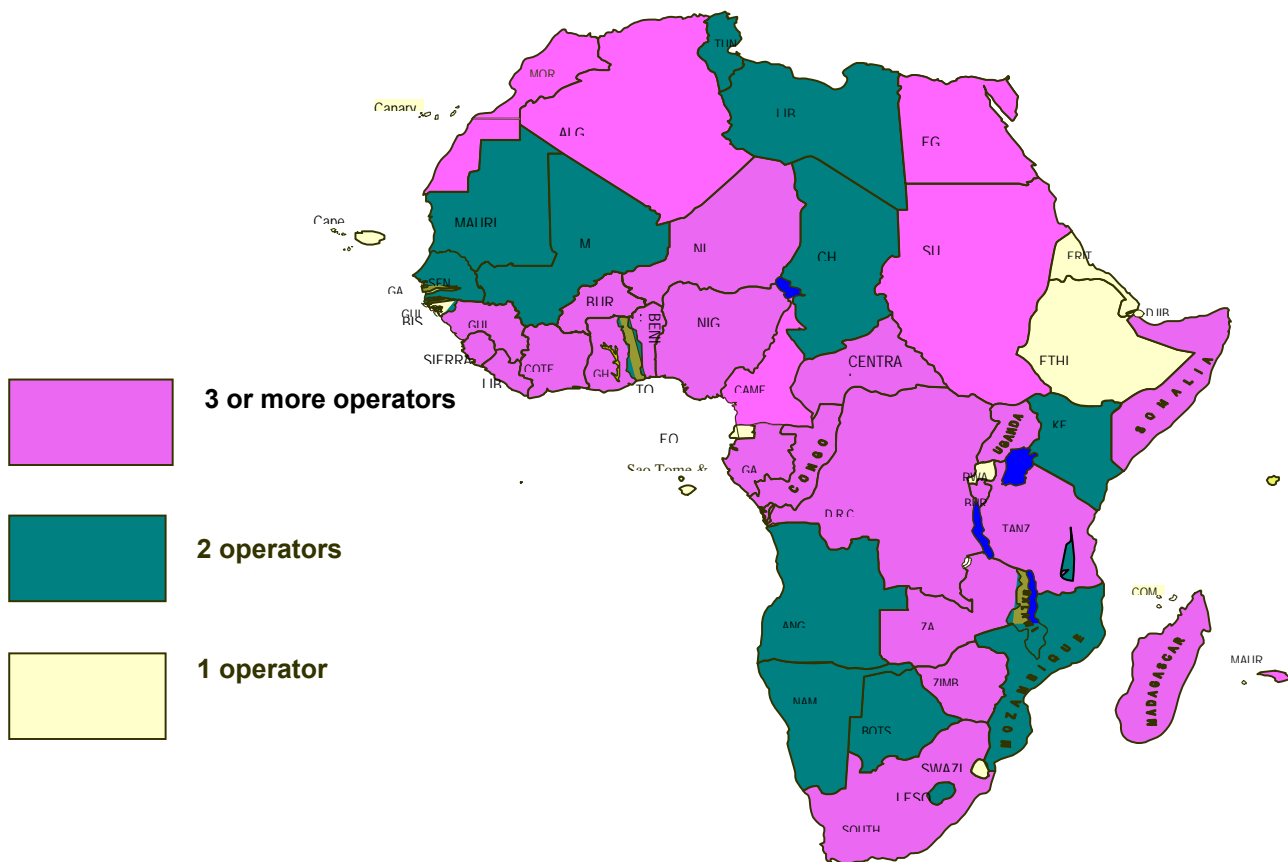 TUN
MOR
Canary
ALG
LIB
EG
Cape
MAURI
M
NI
CH
SU
ERIT
SEN
GA
GUI
BIS
BUR
BENI
NIG
DJIB
GUI
SIERRA
COTE
GH
LIB
TO
CENTRA
ETHI
SOMALIA
3 or more operators
CAME
UGANDA
KE
EQ
Sao Tome &
GA
CONGO
RWA
BUR
D.R.C
TANZ
2 operators
COM
ANG
ZA
MOZAMBIQUE
MADAGASCAR
MAUR
1 operator
ZIMB
NAM
BOTS
SWAZI
LESO
SOUTH